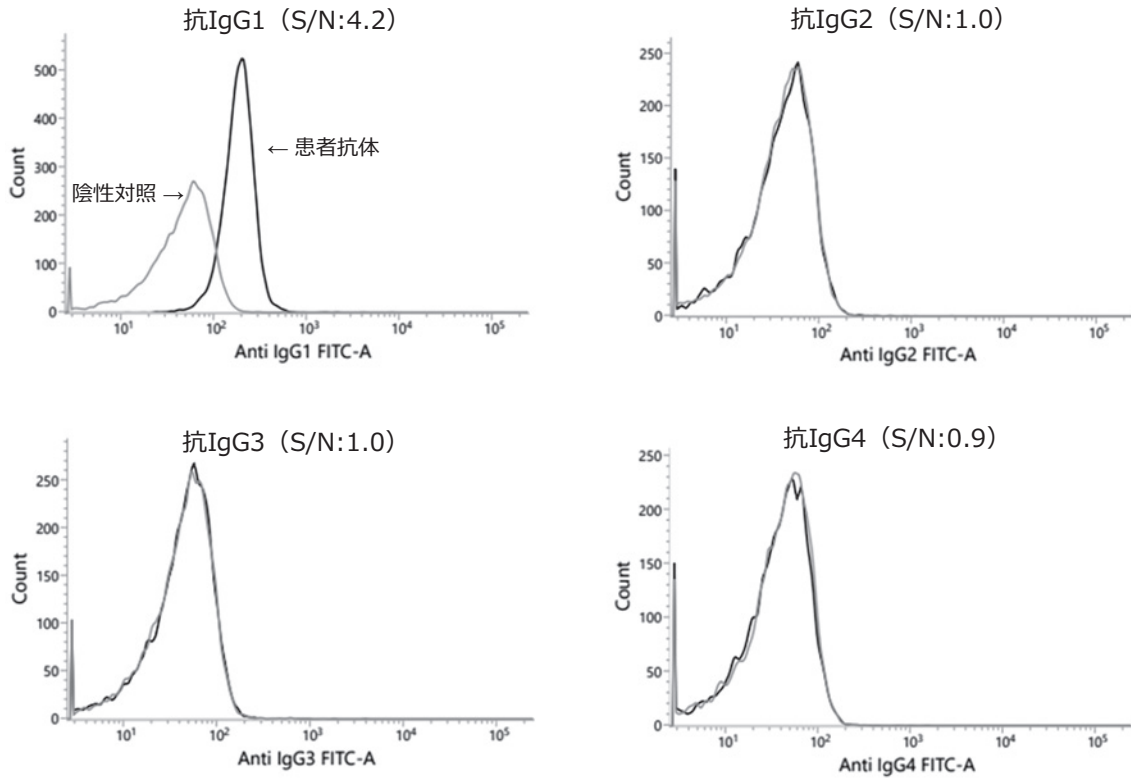 抗IgG1（S/N:4.2）
500
400
300
200
100
0
Count
← 患者抗体
陰性対照 →
10¹ 10² 10³ 10⁴ 10⁵
Anti IgG1 FITC-A
抗IgG2（S/N:1.0）
250
200
150
100
50
0
Count
10¹ 10² 10³ 10⁴ 10⁵
Anti IgG2 FITC-A
抗IgG3（S/N:1.0）
250
200
150
100
50
0
Count
10¹ 10² 10³ 10⁴ 10⁵
Anti IgG3 FITC-A
抗IgG4（S/N:0.9）
250
200
150
100
50
0
Count
10¹ 10² 10³ 10⁴ 10⁵
Anti IgG4 FITC-A